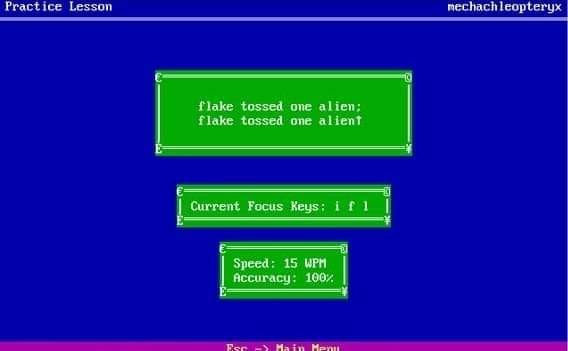 Practice Lesson mechachleopteryx
flake tossed one alien;
flake tossed one alien↑
Current Focus Keys: i f l
Speed: 15 WPM
Accuracy: 100%
Esc -> Main Menu